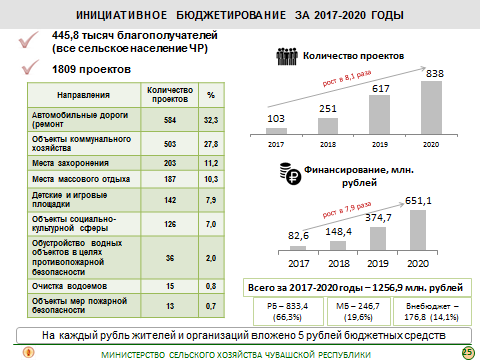 ИНИЦИАТИВНОЕ БЮДЖЕТИРОВАНИЕ ЗА 2017-2020 ГОДЫ
445,8 тысяч благополучателей
(все сельское население ЧР)
1809 проектов
Направления Количество проектов %
Автомобильные дороги (ремонт 584 32,3
Объекты коммунального хозяйства 503 27,8
Места захоронения 203 11,2
Места массового отдыха 187 10,3
Детские и игровые площадки 142 7,9
Объекты социально-культурной сферы 126 7,0
Обустройство водных объектов в целях противопожарной безопасности 36 2,0
Очистка водоемов 15 0,8
Объекты мер пожарной безопасности 13 0,7
Количество проектов
рост в 8,1 раза
103 251 617 838
2017 2018 2019 2020
Финансирование, млн.
рублей
рост в 7,9 раза
82,6 148,4 374,7 651,1
2017 2018 2019 2020
Всего за 2017-2020 годы – 1256,9 млн. рублей
РБ – 833,4
(66,3%)
МБ – 246,7
(19,6%)
Внебюджет –
176,8 (14,1%)
На каждый рубль жителей и организаций вложено 5 рублей бюджетных средств
МИНИСТЕРСТВО СЕЛЬСКОГО ХОЗЯЙСТВА ЧУВАШСКОЙ РЕСПУБЛИКИ
25